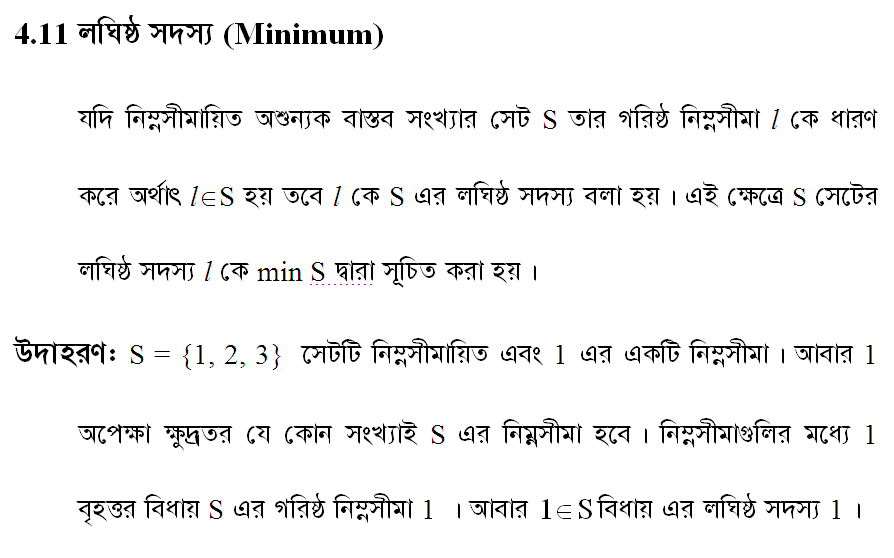 4.11 লঘিষ্ঠ সদস্য (Minimum)
যদি নিম্নসীমায়িত অশুন্যক বাস্তব সংখ্যার সেট S তার গরিষ্ঠ নিম্নসীমা l কে ধারণ
করে অর্থাৎ l∈S হয় তবে l কে S এর লঘিষ্ঠ সদস্য বলা হয় । এই ক্ষেত্রে S সেটের
লঘিষ্ঠ সদস্য l কে min S দ্বারা সূচিত করা হয় ।
উদাহরণঃ S = {1, 2, 3} সেটটি নিম্নসীমায়িত এবং 1 এর একটি নিম্নসীমা । আবার 1
অপেক্ষা ক্ষুদ্রতর যে কোন সংখ্যাই S এর নিম্নসীমা হবে । নিম্নসীমাগুলির মধ্যে 1
বৃহত্তর বিধায় S এর গরিষ্ঠ নিম্নসীমা 1 । আবার 1∈S বিধায় এর লঘিষ্ঠ সদস্য 1 ।